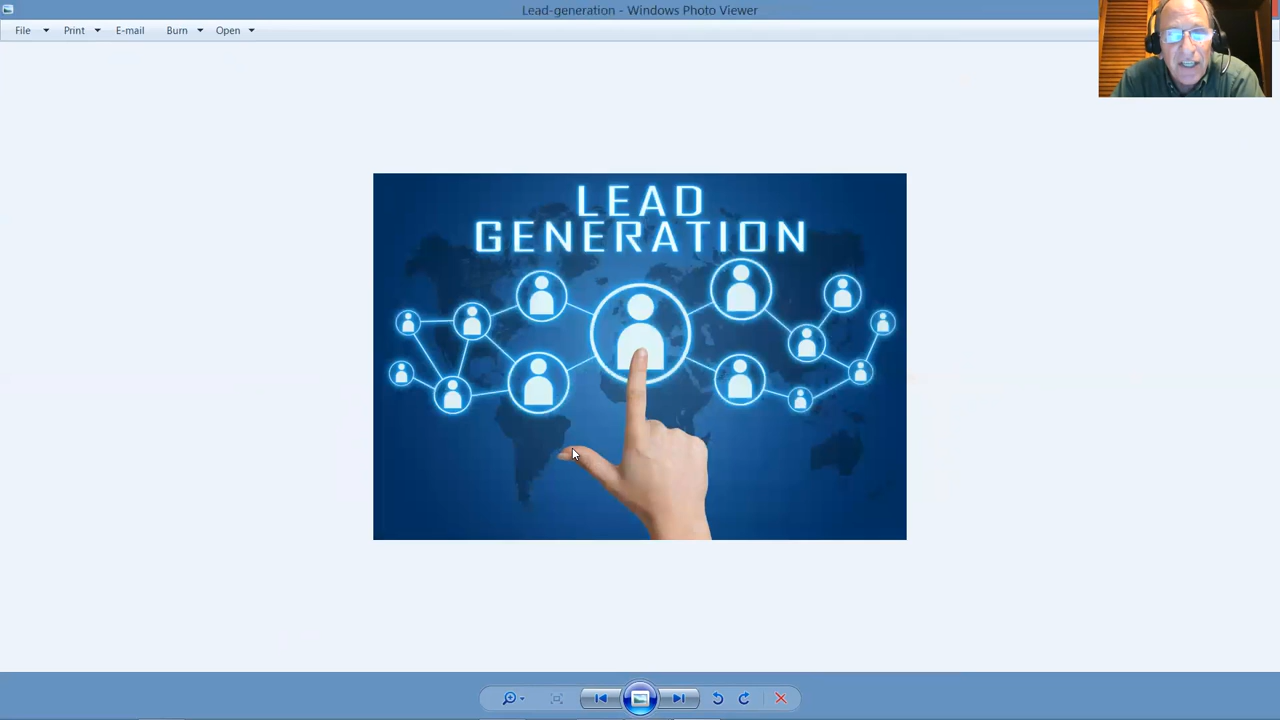 Lead-generation - Windows Photo Viewer
File Print E-mail Burn Open
LEAD
GENERATION